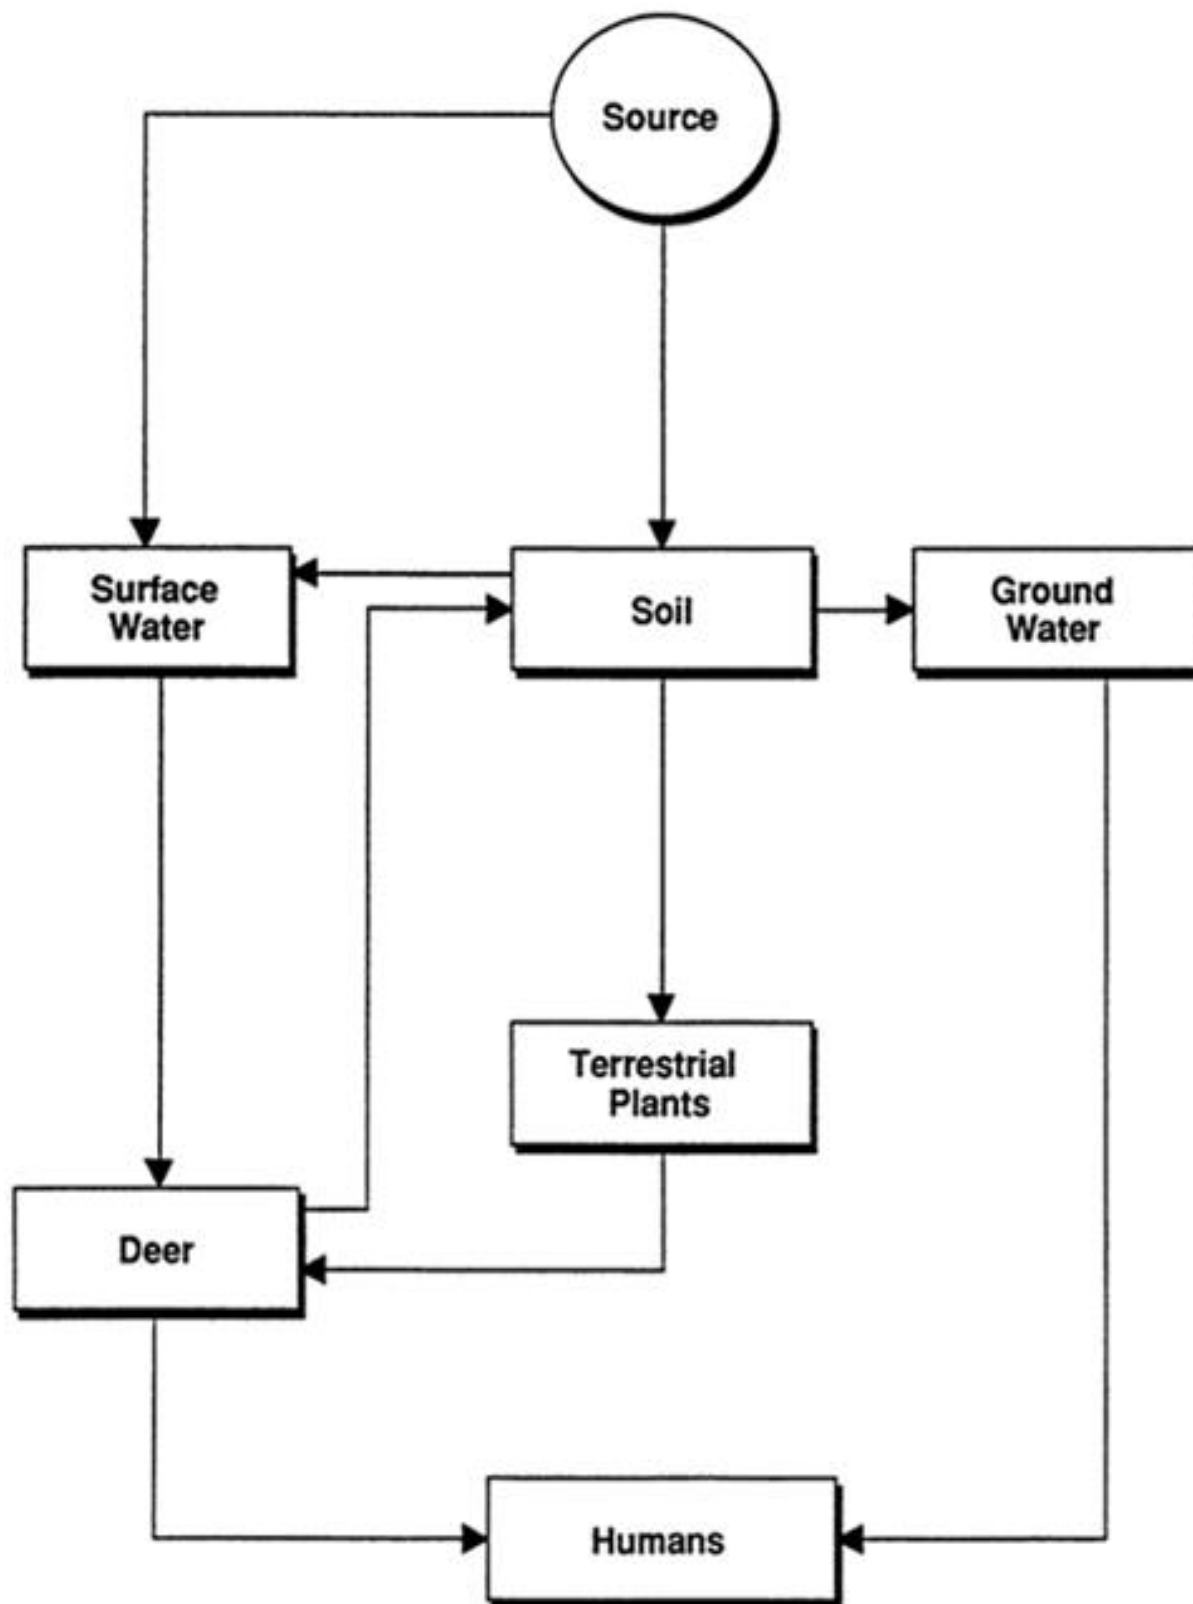 Source
Surface
Water
Soil
Ground
Water
Terrestrial
Plants
Deer
Humans